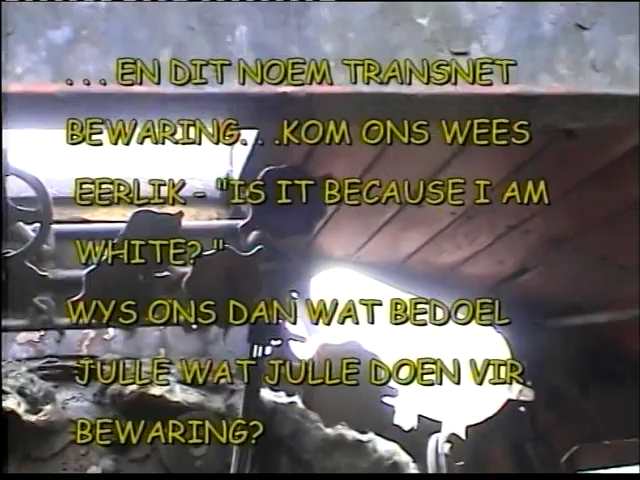 ... EN DIT NOEM TRANSNET
BEWARING...KOM ONS WEES
EERLIK - "IS IT BECAUSE I AM
WHITE?"
WYS ONS DAN WAT BEDOEL
JULLE WAT JULLE DOEN VIR
BEWARING?